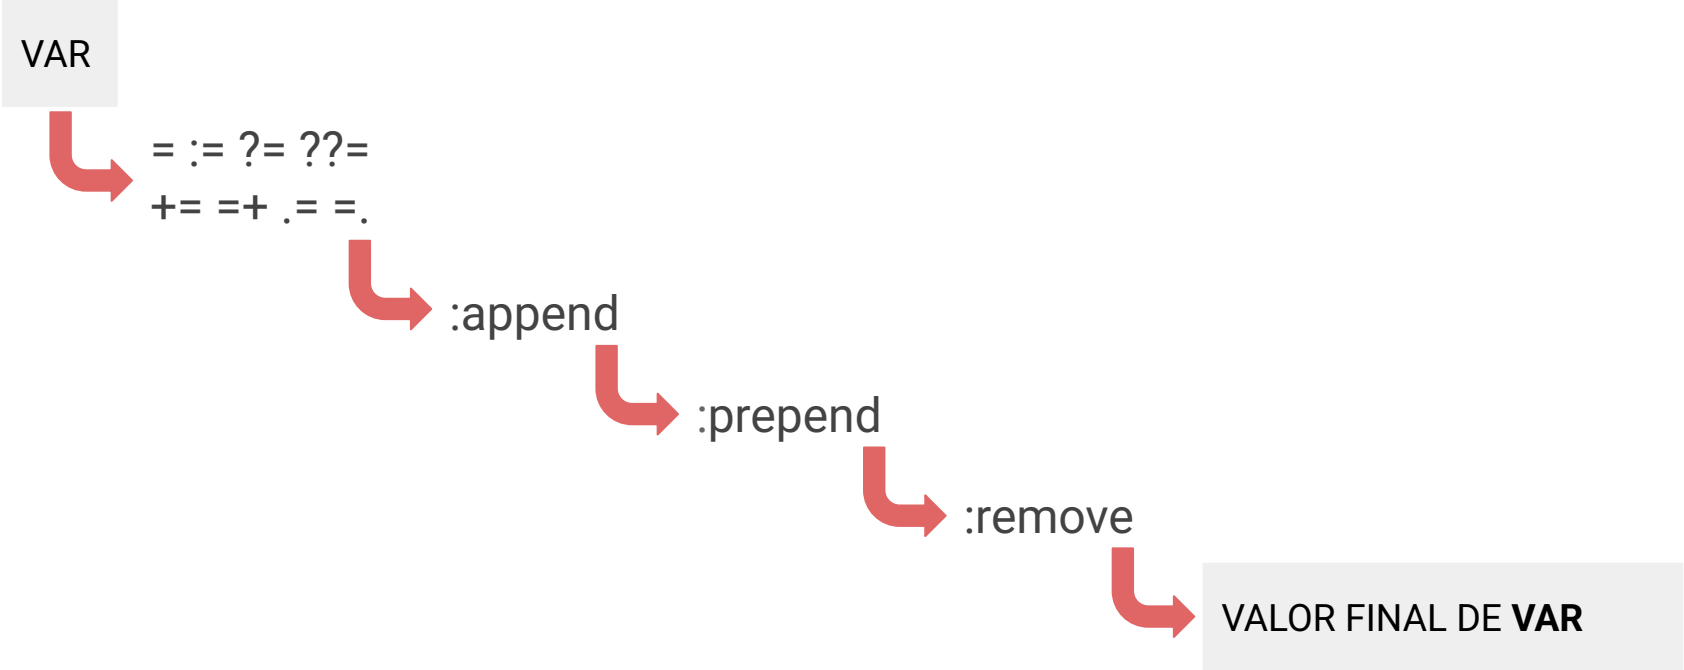 VAR
= := ?= ??=
+= =+ .= =.
:append
:prepend
:remove
VALOR FINAL DE VAR